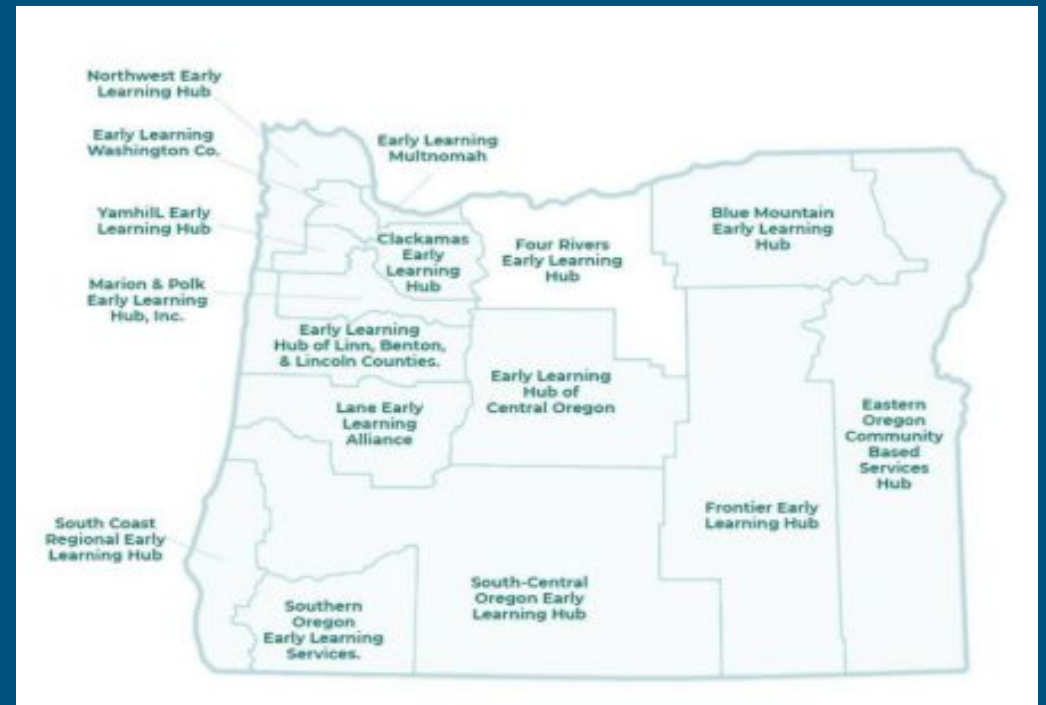 Northwest Early
Learning Hub
Early Learning
Washington Co.
Early Learning
Multnomah
YamhilL Early
Learning Hub
Clackamas
Early
Learning
Hub
Four Rivers
Early Learning
Hub
Blue Mountain
Early Learning
Hub
Marion & Polk
Early Learning
Hub, Inc.
Early Learning
Hub of Linn, Benton,
& Lincoln Counties.
Early Learning
Hub of
Central Oregon
Lane Early
Learning
Alliance
Eastern
Oregon
Community
Based
Services
Hub
Frontier Early
Learning Hub
South Coast
Regional Early
Learning Hub
South-Central
Oregon Early
Learning Hub
Southern
Oregon
Early Learning
Services.